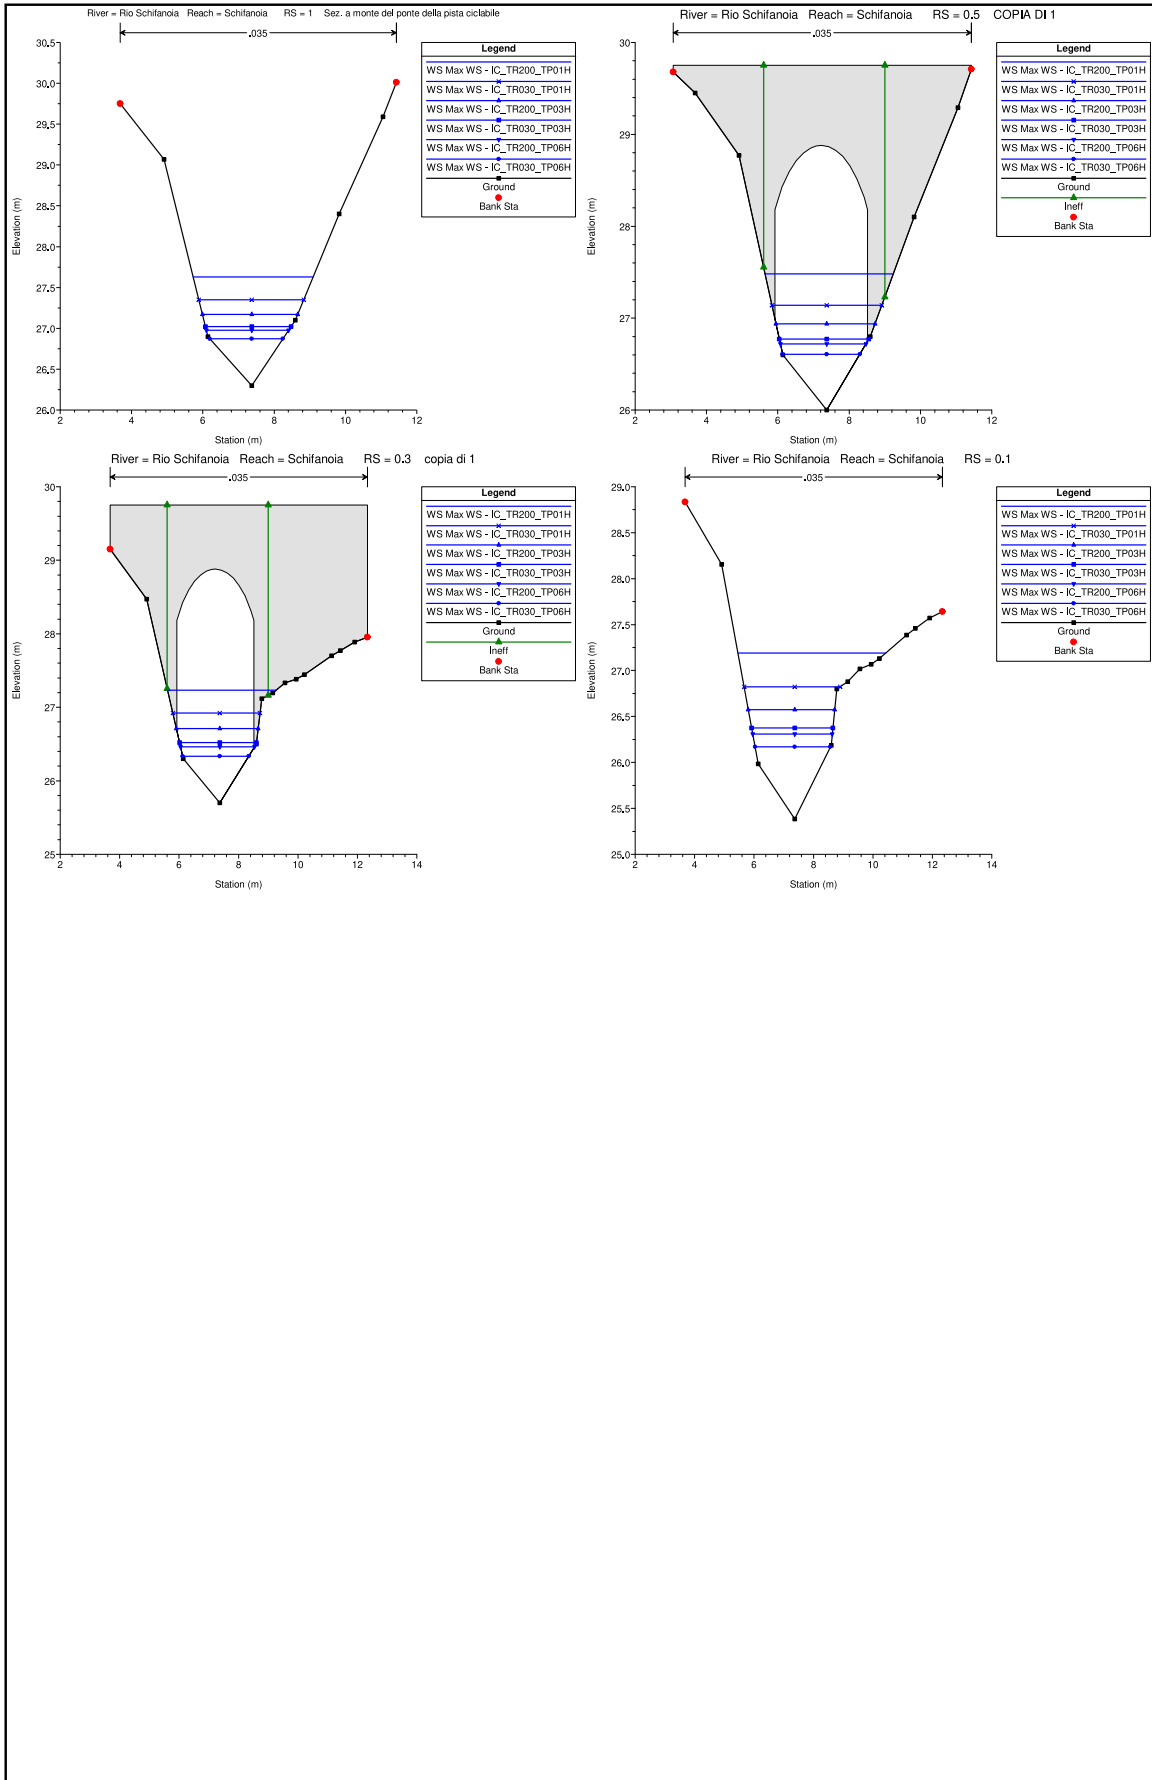 River = Rio Schifanoia   Reach = Schifanoia   RS = 1   Sez. a monte del ponte della pista ciclabile
.035
30.5
30.0
29.5
29.0
28.5
28.0
27.5
27.0
26.5
26.0
Elevation (m)
2 4 6 8 10 12
Station (m)
Legend
WS Max WS - IC_TR200_TP01H
WS Max WS - IC_TR030_TP01H
WS Max WS - IC_TR200_TP03H
WS Max WS - IC_TR030_TP03H
WS Max WS - IC_TR200_TP06H
WS Max WS - IC_TR030_TP06H
Ground
Bank Sta
River = Rio Schifanoia   Reach = Schifanoia   RS = 0.5   COPIA DI 1
.035
30
29
28
27
26
Elevation (m)
2 4 6 8 10 12
Station (m)
Legend
WS Max WS - IC_TR200_TP01H
WS Max WS - IC_TR030_TP01H
WS Max WS - IC_TR200_TP03H
WS Max WS - IC_TR030_TP03H
WS Max WS - IC_TR200_TP06H
WS Max WS - IC_TR030_TP06H
Ground
Ineff
Bank Sta
River = Rio Schifanoia   Reach = Schifanoia   RS = 0.3   copia di 1
.035
30
29
28
27
26
25
Elevation (m)
2 4 6 8 10 12 14
Station (m)
Legend
WS Max WS - IC_TR200_TP01H
WS Max WS - IC_TR030_TP01H
WS Max WS - IC_TR200_TP03H
WS Max WS - IC_TR030_TP03H
WS Max WS - IC_TR200_TP06H
WS Max WS - IC_TR030_TP06H
Ground
Ineff
Bank Sta
River = Rio Schifanoia   Reach = Schifanoia   RS = 0.1
.035
29.0
28.5
28.0
27.5
27.0
26.5
26.0
25.5
25.0
Elevation (m)
2 4 6 8 10 12 14
Station (m)
Legend
WS Max WS - IC_TR200_TP01H
WS Max WS - IC_TR030_TP01H
WS Max WS - IC_TR200_TP03H
WS Max WS - IC_TR030_TP03H
WS Max WS - IC_TR200_TP06H
WS Max WS - IC_TR030_TP06H
Ground
Bank Sta